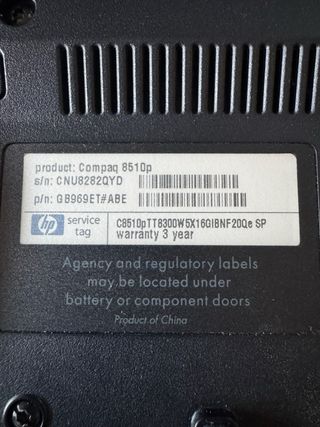 product: Compaq 8510p
s/n: CNU8282QYD
p/n: GB969ET#ABE
hp
service tag
C8510pTT8300W5X16GIBNF20Qe SP
warranty 3 year
Agency and regulatory labels
may be located under
battery or component doors
Product of China